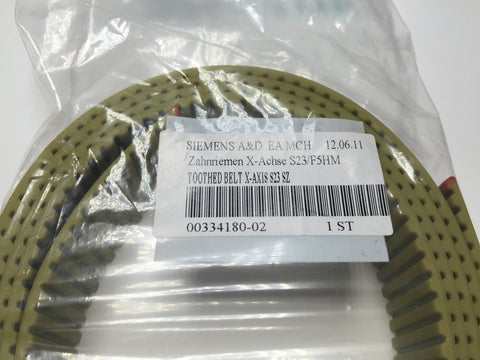 SIEMENS A&D EA MCH 12.06.11
Zahnriemen X-Achse S23/F5HM
TOOTHED BELT X-AXIS S23 SZ
00334180-02 1 ST